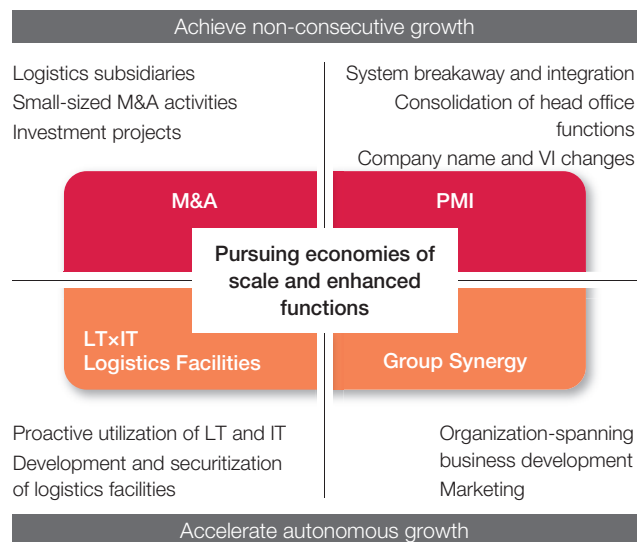 Achieve non-consecutive growth
Logistics subsidiaries
Small-sized M&A activities
Investment projects
System breakaway and integration
Consolidation of head office
functions
Company name and VI changes
M&A
PMI
Pursuing economies of
scale and enhanced
functions
LT×IT
Logistics Facilities
Group Synergy
Proactive utilization of LT and IT
Development and securitization
of logistics facilities
Organization-spanning
business development
Marketing
Accelerate autonomous growth